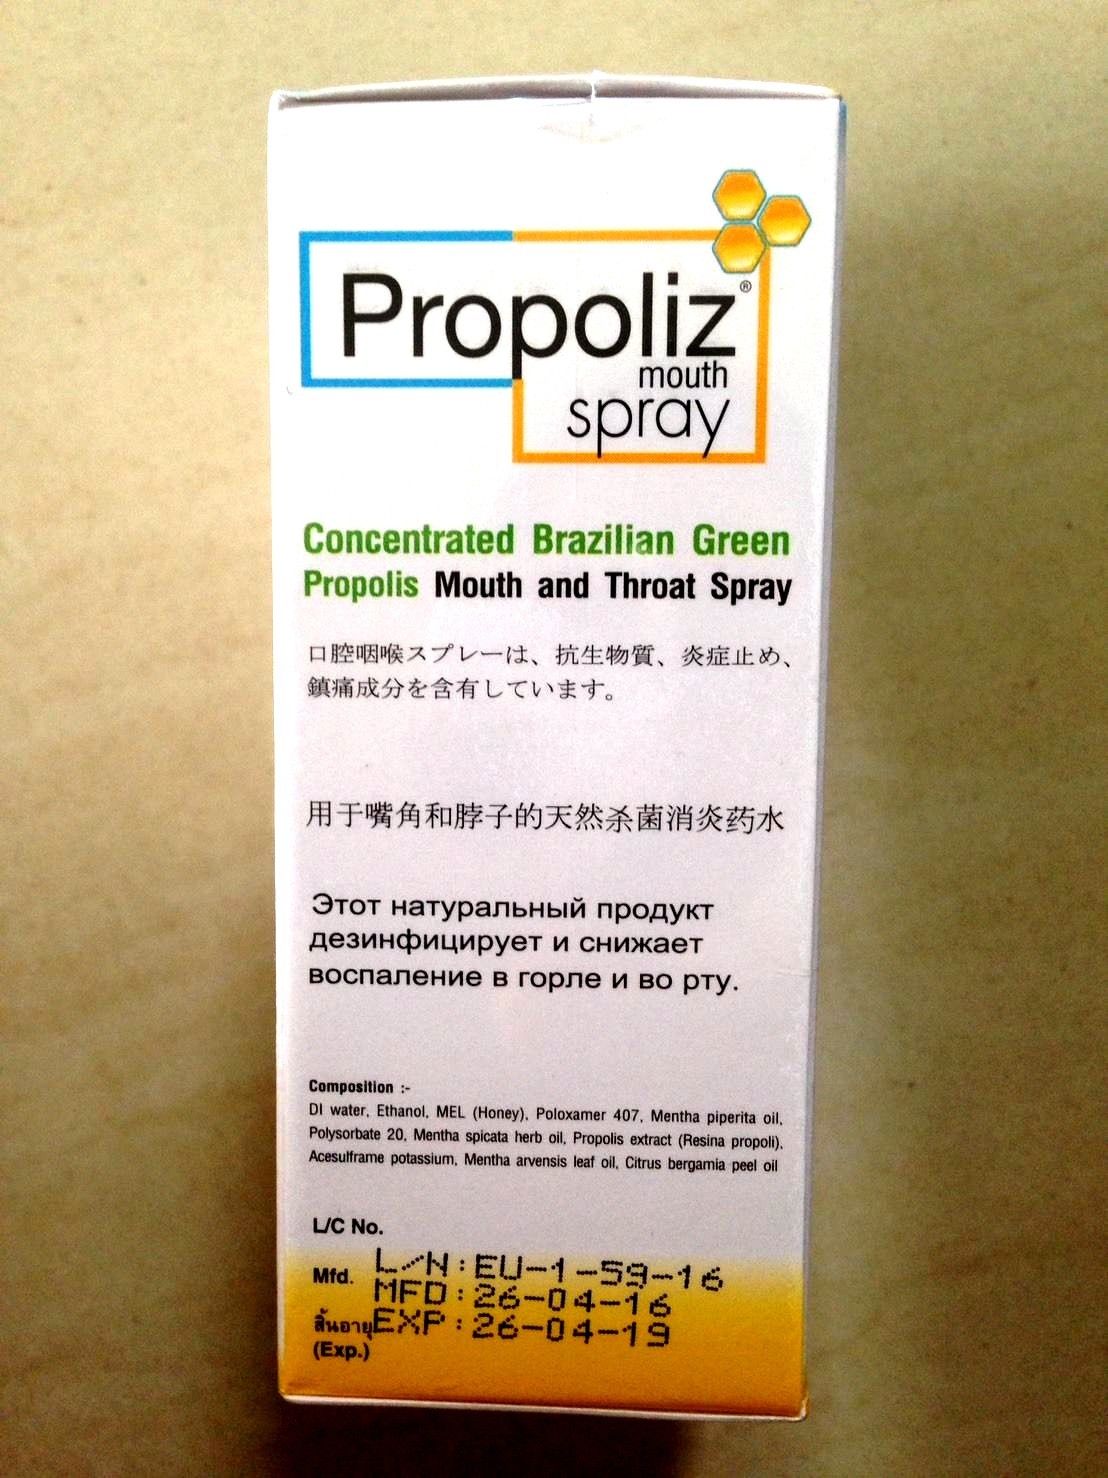 Propoliz®
mouth
spray
Concentrated Brazilian Green
Propolis Mouth and Throat Spray
口腔咽喉スプレーは、抗生物質、炎症止め、
鎮痛成分を含有しています。
用于嘴角和脖子的天然杀菌消炎药水
Этот натуральный продукт
дезинфицирует и снижает
воспаление в горле и во рту.
Composition :-
DI water, Ethanol, MEL (Honey), Poloxamer 407, Mentha piperita oil,
Polysorbate 20, Mentha spicata herb oil, Propolis extract (Resina propoli),
Acesulframe potassium, Mentha arvensis leaf oil, Citrus bergamia peel oil
L/C No.
L/N:EU-1-59-16
Mfd. MFD:26-04-16
สิ้นอายุ EXP:26-04-19
(Exp.)